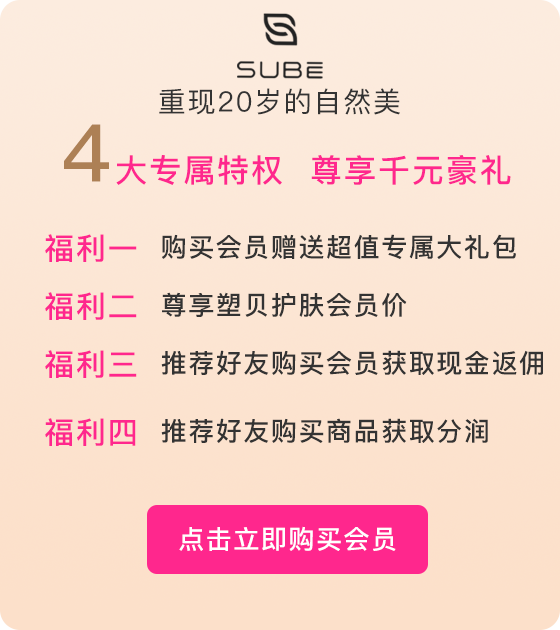 SUBE
重现20岁的自然美
4大专属特权 尊享千元豪礼
福利一 购买会员赠送超值专属大礼包
福利二 尊享塑贝护肤会员价
福利三 推荐好友购买会员获取现金返佣
福利四 推荐好友购买商品获取分润
点击立即购买会员